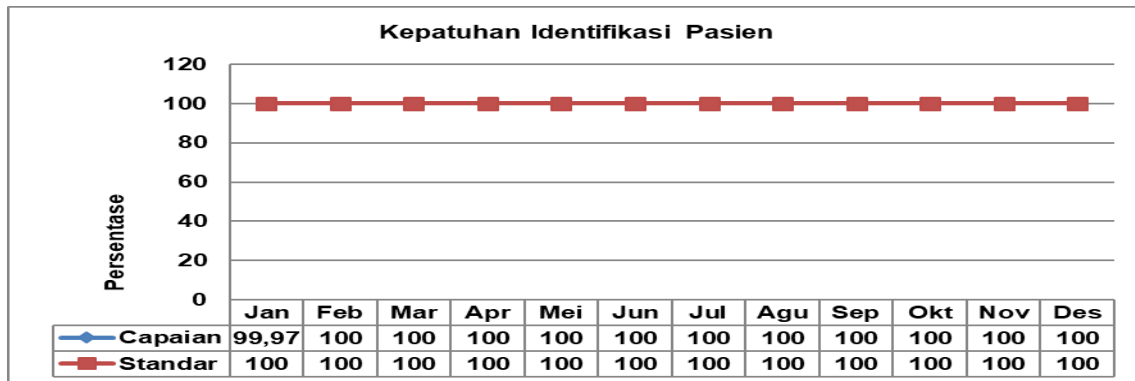 Kepatuhan Identifikasi Pasien
120
100
80
60
40
20
0
Persentase
Jan Feb Mar Apr Mei Jun Jul Agu Sep Okt Nov Des
Capaian 99,97 100 100 100 100 100 100 100 100 100 100 100
Standar 100 100 100 100 100 100 100 100 100 100 100 100